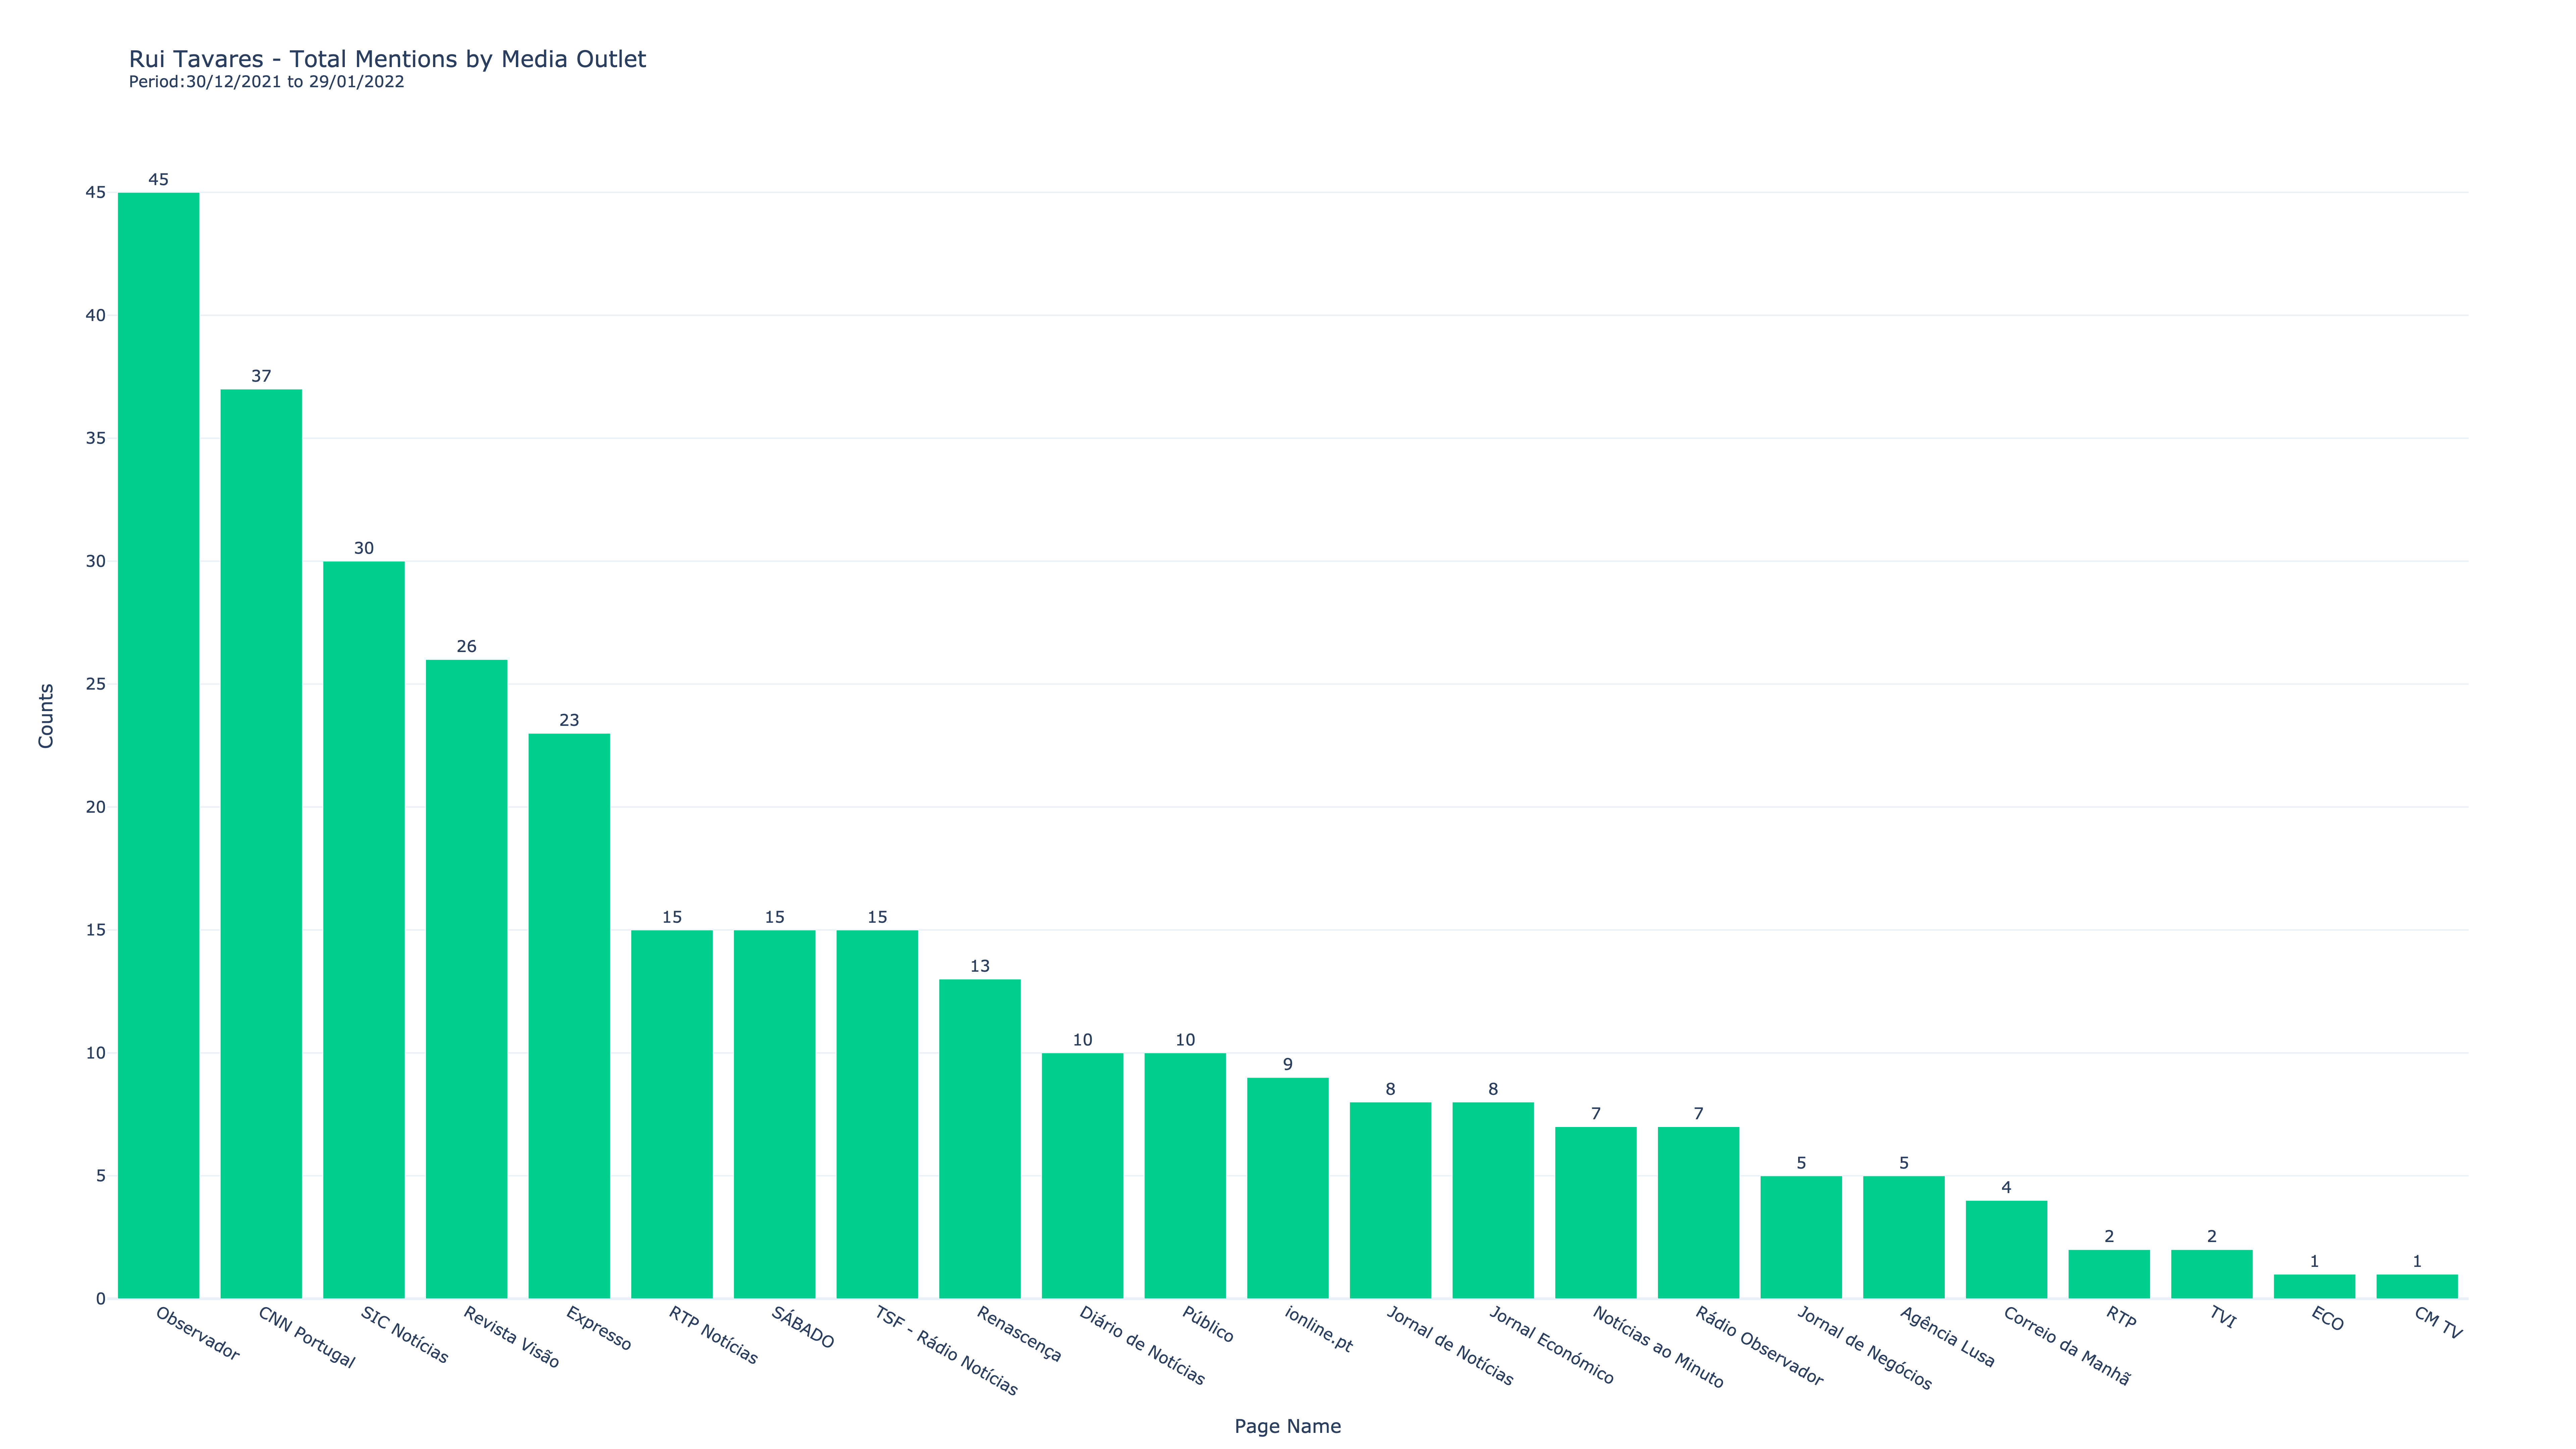 Rui Tavares - Total Mentions by Media Outlet
Period:30/12/2021 to 29/01/2022
Counts
45
40
35
30
25
20
15
10
5
0
45
37
30
26
23
15
15
15
13
10
10
9
8
8
7
7
5
5
4
2
2
1
1
Observador
CNN Portugal
SIC Notícias
Revista Visão
Expresso
RTP Notícias
SÁBADO
TSF - Rádio Notícias
Renascença
Diário de Notícias
Público
ionline.pt
Jornal de Notícias
Jornal Económico
Notícias ao Minuto
Rádio Observador
Jornal de Negócios
Agência Lusa
Correio da Manhã
RTP
TVI
ECO
CM TV
Page Name